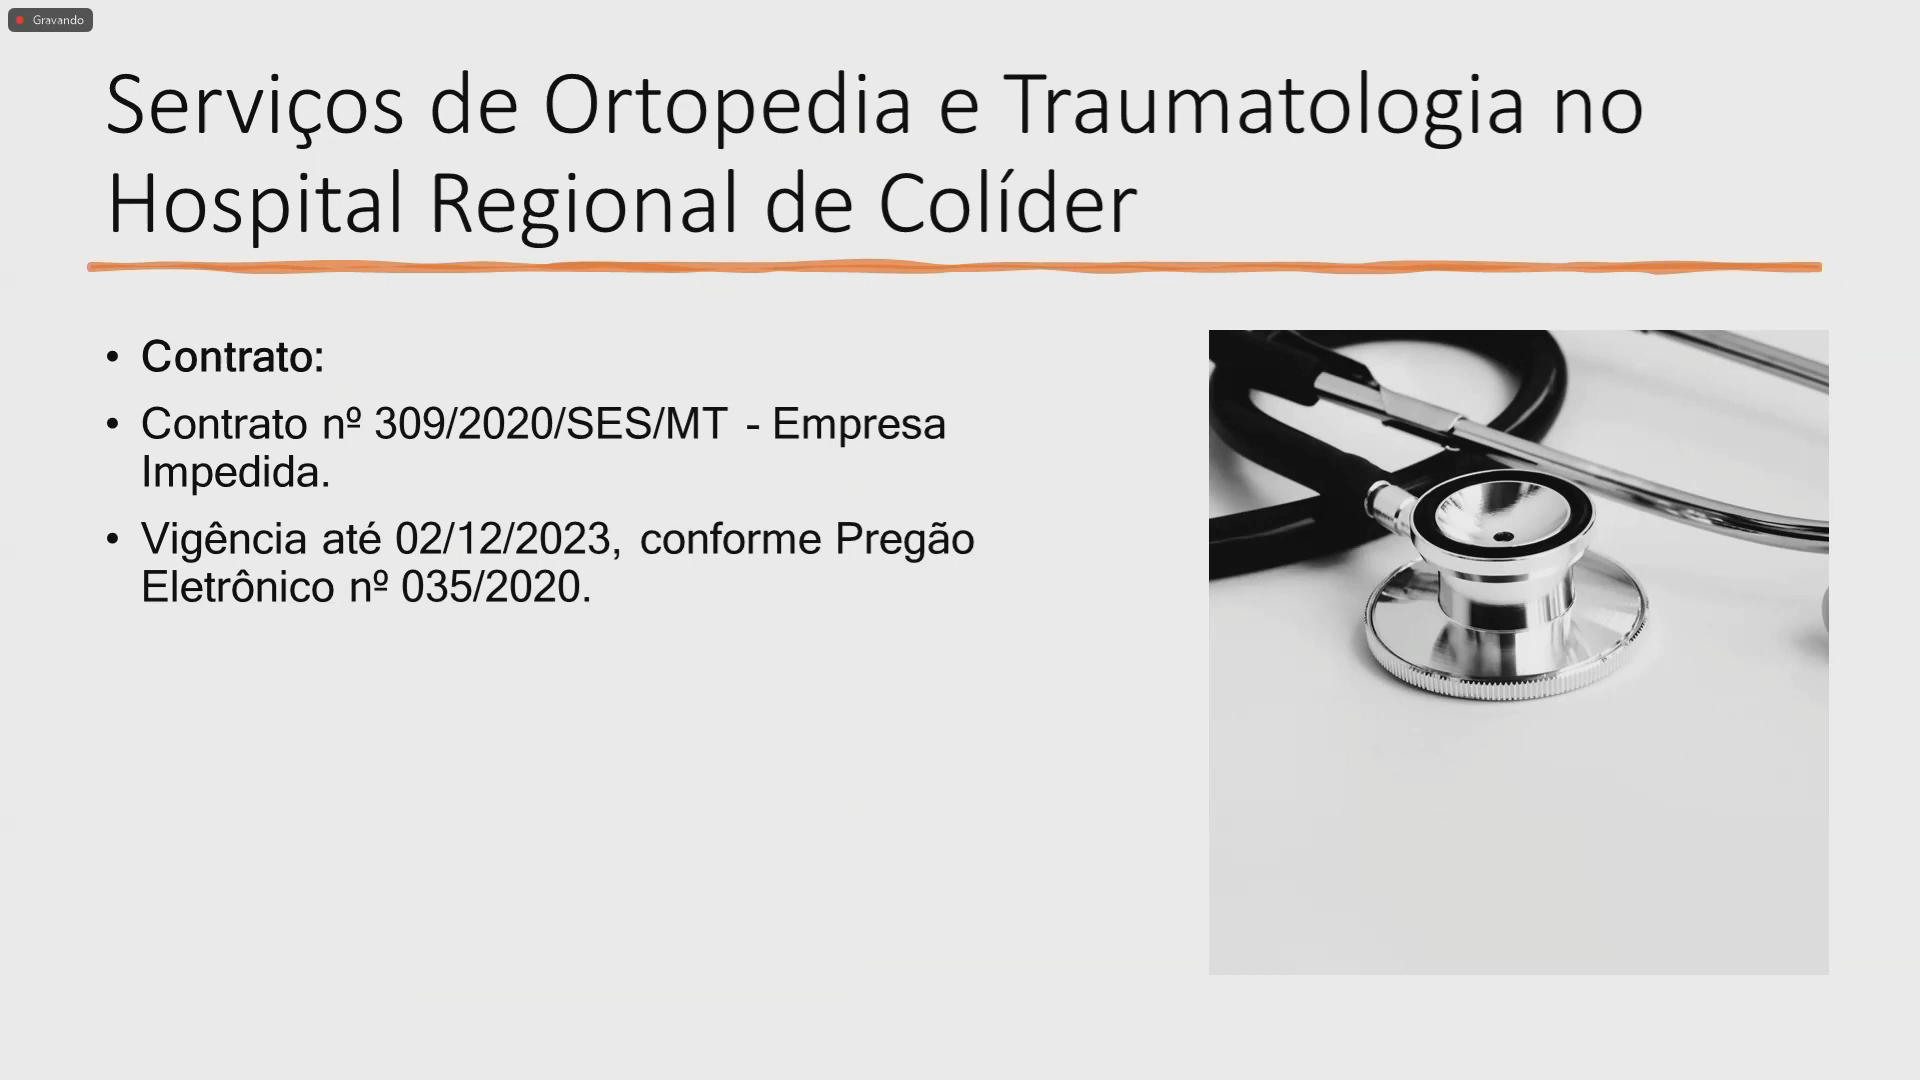 Gravando
Serviços de Ortopedia e Traumatologia no
Hospital Regional de Colíder
• Contrato:
• Contrato nº 309/2020/SES/MT - Empresa
Impedida.
• Vigência até 02/12/2023, conforme Pregão
Eletrônico nº 035/2020.